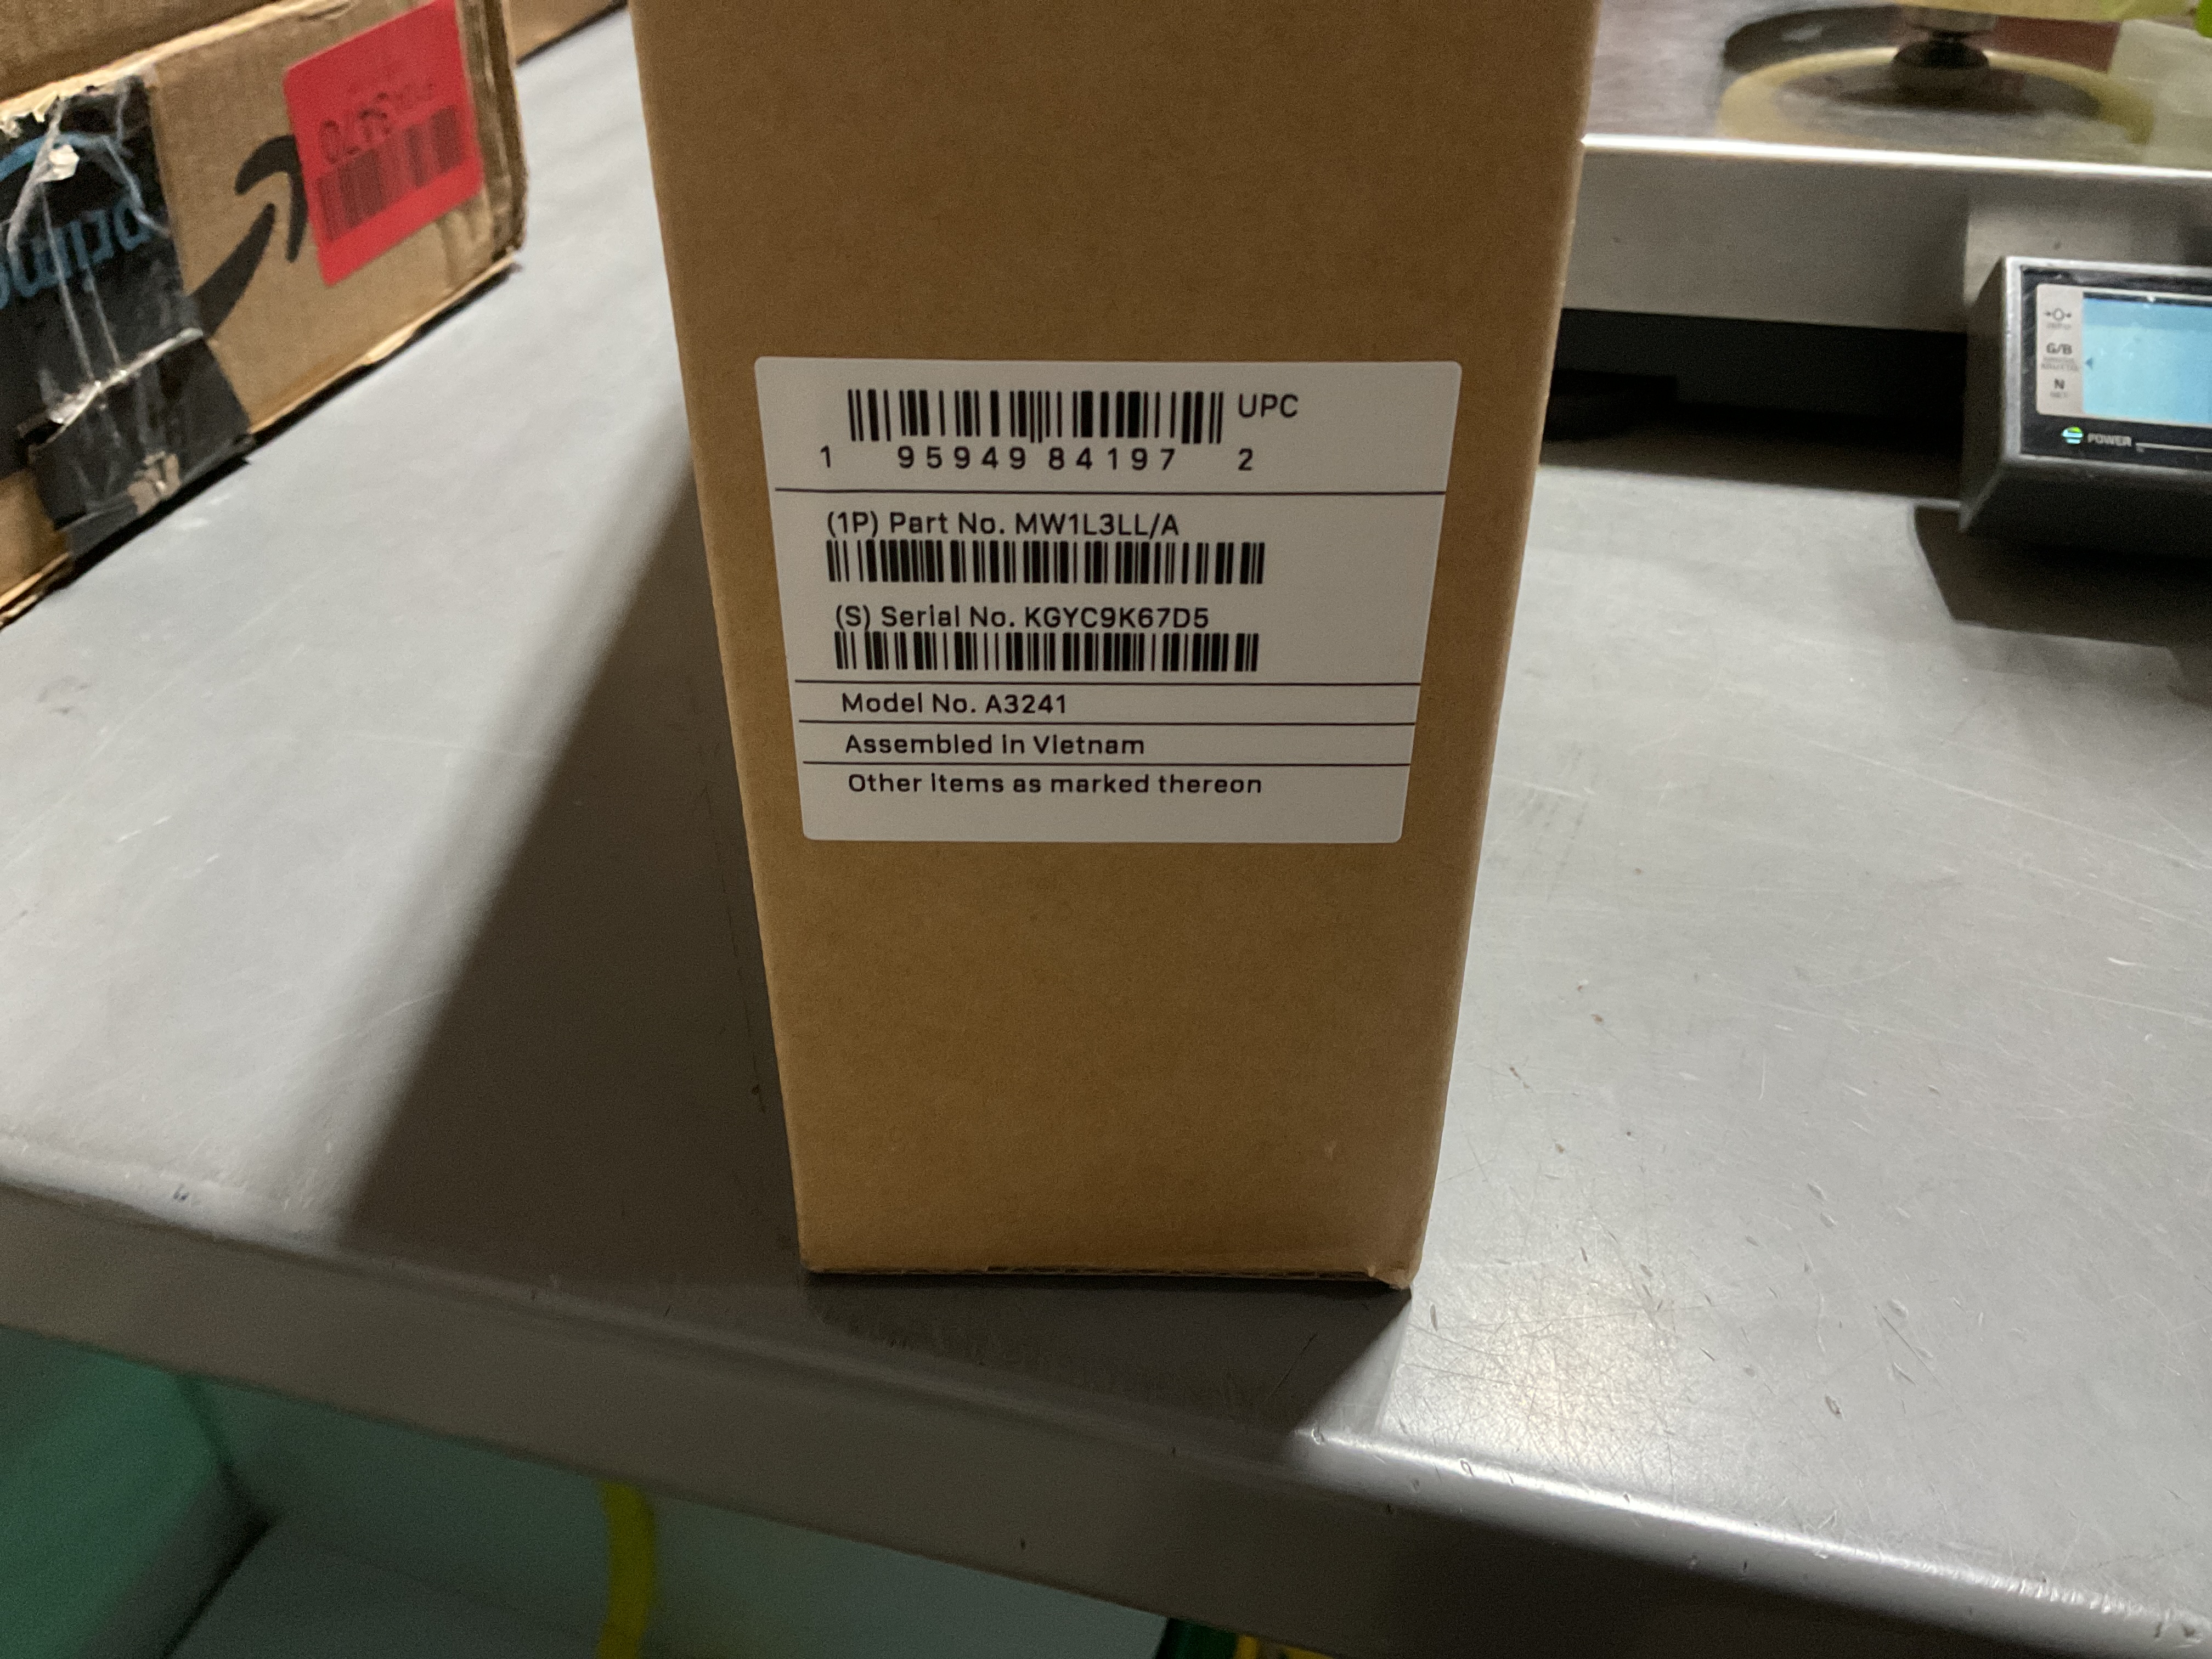 prime
UPC
1 95949 84197 2
(1P) Part No. MW1L3LL/A
(S) Serial No. KGYC9K67D5
Model No. A3241
Assembled in Vietnam
Other items as marked thereon
G/B
N
POWER